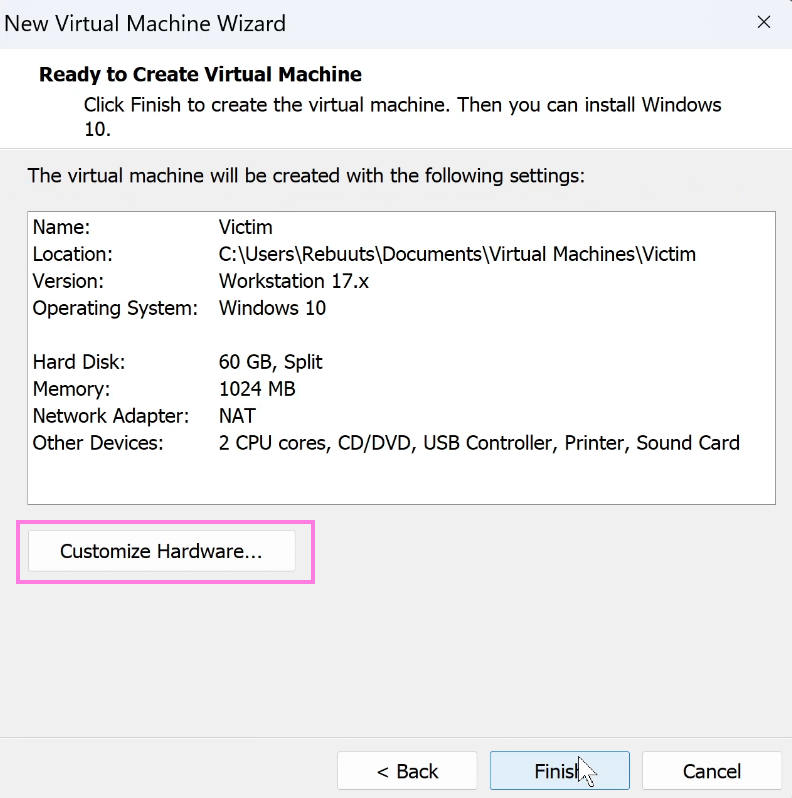 New Virtual Machine Wizard
Ready to Create Virtual Machine
Click Finish to create the virtual machine. Then you can install Windows
10.
The virtual machine will be created with the following settings:
Name: Victim
Location: C:\Users\Rebuuts\Documents\Virtual Machines\Victim
Version: Workstation 17.x
Operating System: Windows 10
Hard Disk: 60 GB, Split
Memory: 1024 MB
Network Adapter: NAT
Other Devices: 2 CPU cores, CD/DVD, USB Controller, Printer, Sound Card
Customize Hardware...
< Back Finish Cancel